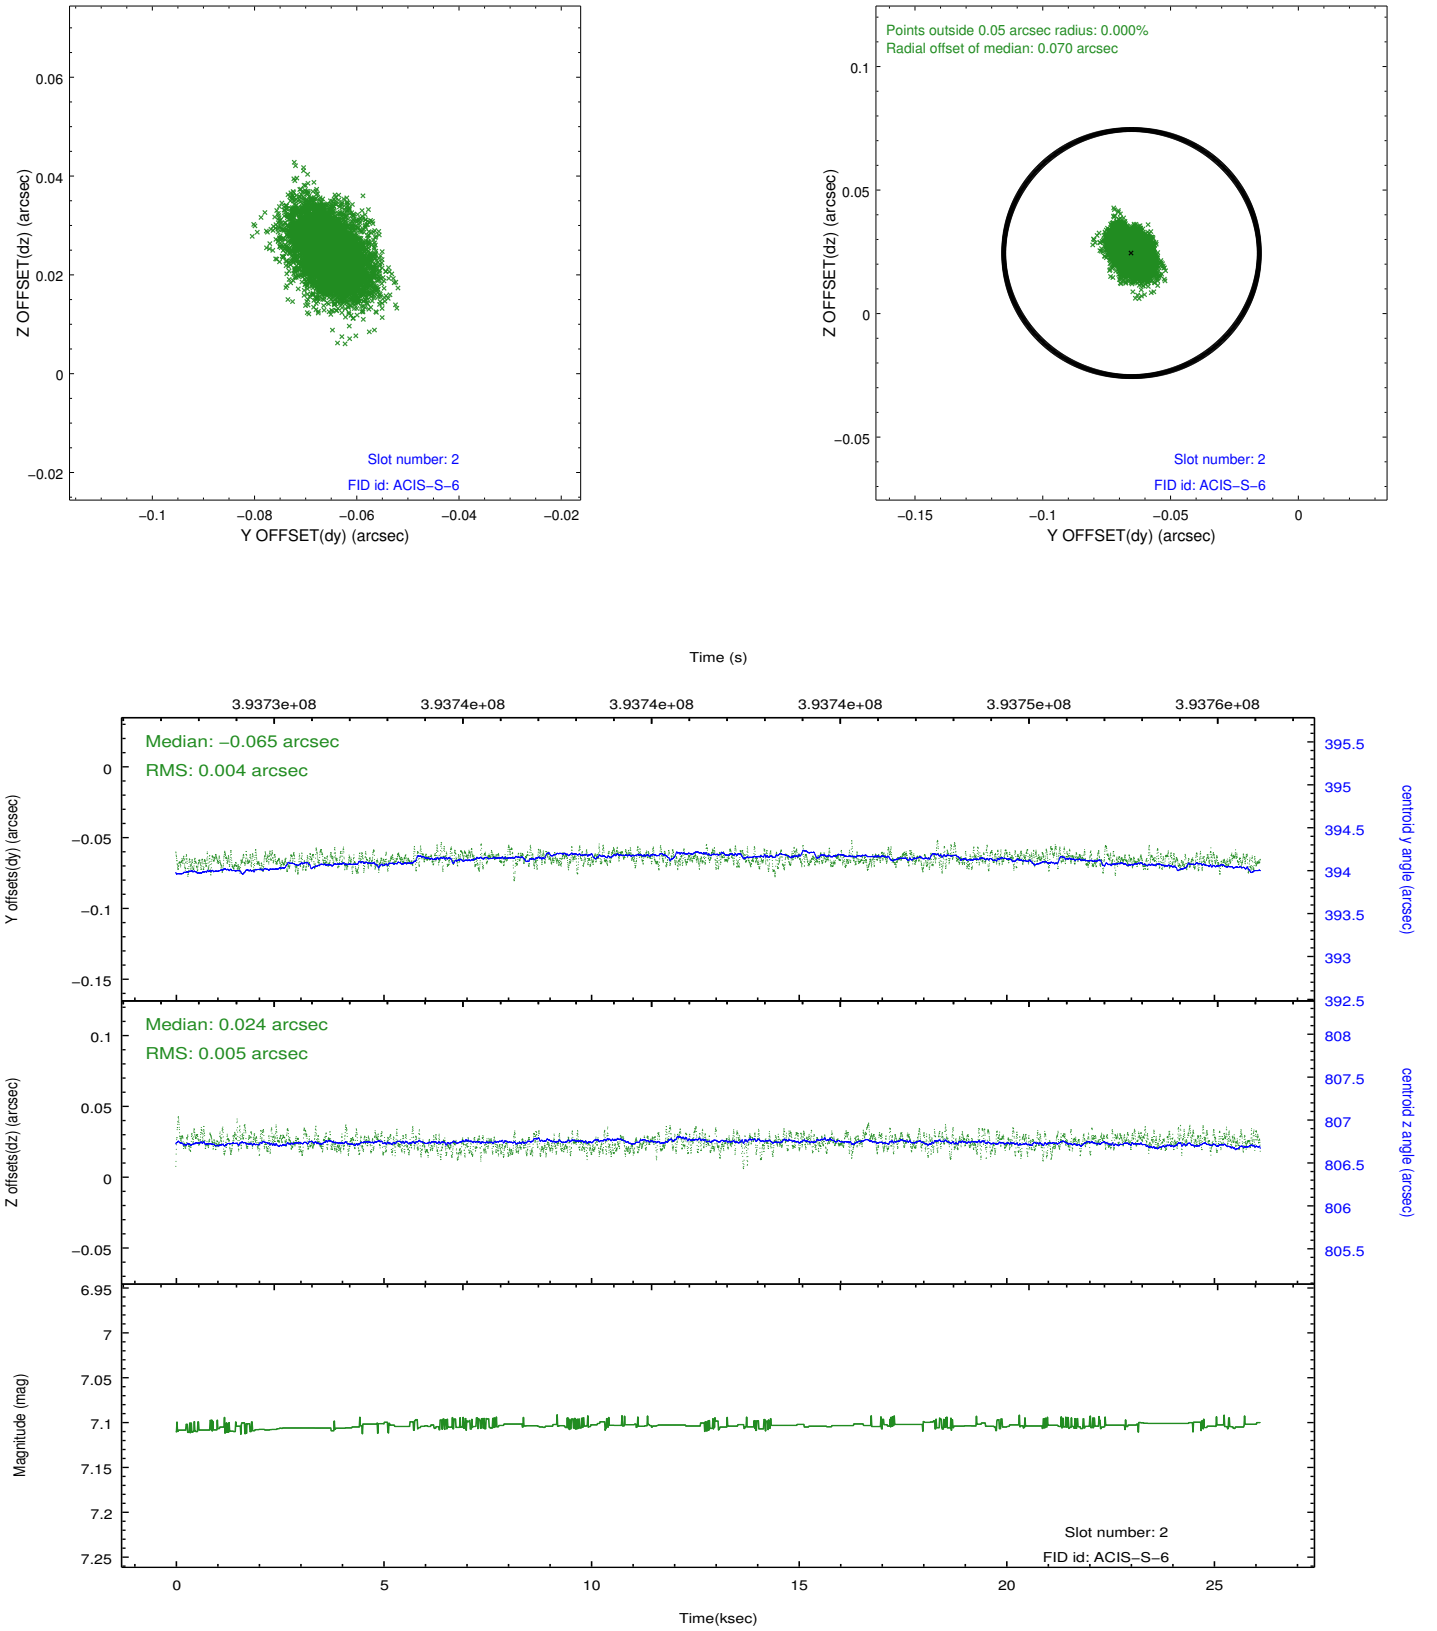 0.06
0.04
0.02
0
−0.02
Z OFFSET(dz) (arcsec)
Slot number: 2
FID id: ACIS−S−6
−0.1
−0.08
−0.06
−0.04
−0.02
Y OFFSET(dy) (arcsec)
Points outside 0.05 arcsec radius: 0.000%
Radial offset of median: 0.070 arcsec
0.1
0.05
0
−0.05
Z OFFSET(dz) (arcsec)
Slot number: 2
FID id: ACIS−S−6
−0.15
−0.1
−0.05
0
Y OFFSET(dy) (arcsec)
Time (s)
3.9373e+08
3.9374e+08
3.9374e+08
3.9374e+08
3.9375e+08
3.9376e+08
Median: −0.065 arcsec
RMS: 0.004 arcsec
0
−0.05
−0.1
−0.15
Y offsets(dy) (arcsec)
395.5
395
394.5
394
393.5
393
392.5
centroid y angle (arcsec)
Median: 0.024 arcsec
RMS: 0.005 arcsec
0.1
0.05
0
−0.05
Z offsets(dz) (arcsec)
808
807.5
807
806.5
806
805.5
centroid z angle (arcsec)
6.95
7
7.05
7.1
7.15
7.2
7.25
Magnitude (mag)
Slot number: 2
FID id: ACIS−S−6
0
5
10
15
20
25
Time(ksec)